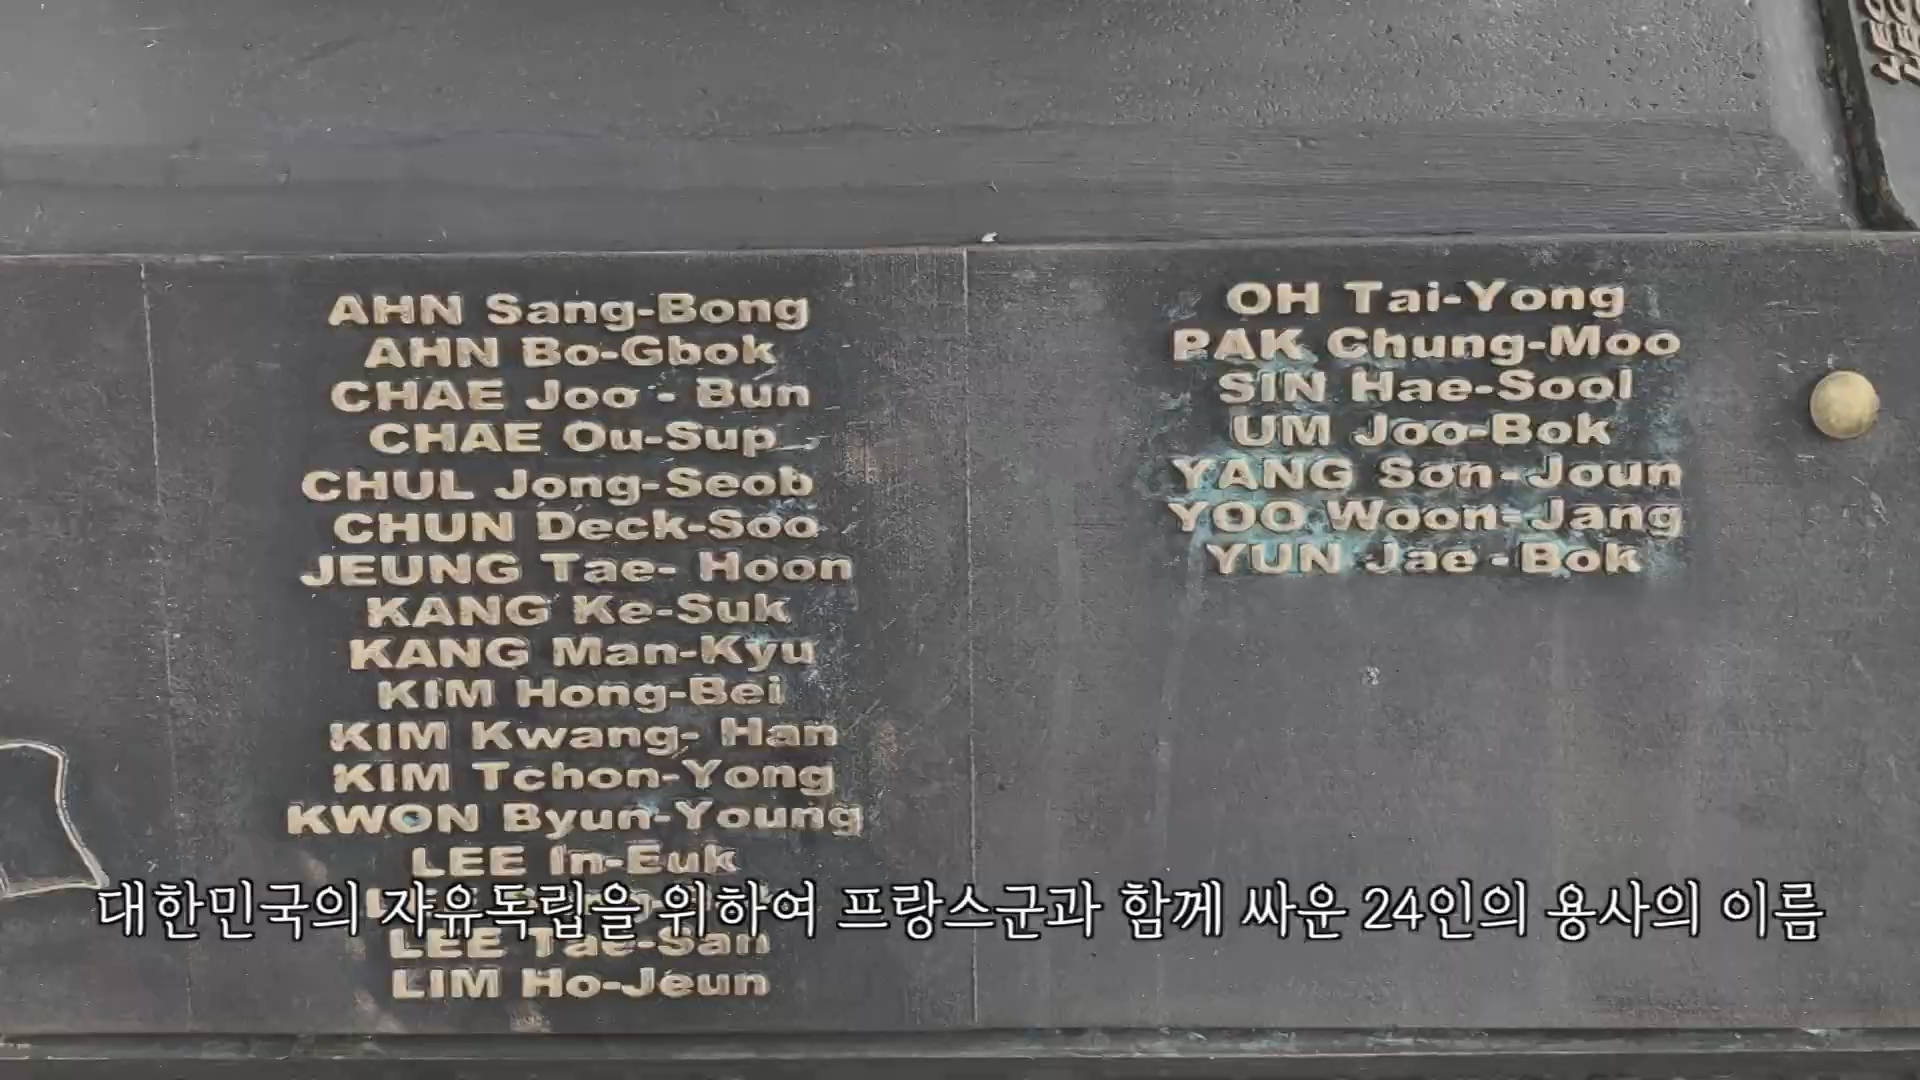 AHN Sang-Bong
AHN Bo-Gbok
CHAE Joo - Bun
CHAE Ou-Sup
CHUL Jong-Seob
CHUN Deck-Soo
JEUNG Tae- Hoon
KANG Ke-Suk
KANG Man-Kyu
KIM Hong-Bei
KIM Kwang- Han
KIM Tchon-Yong
KWON Byun-Young
LEE In-Euk
LEE Tae-San
LIM Ho-Jeun
OH Tai-Yong
PAK Chung-Moo
SIN Hae-Sool
UM Joo-Bok
YANG Son-Joun
YOO Woon-Jang
YUN Jae-Bok
대한민국의 자유독립을 위하여 프랑스군과 함께 싸운 24인의 용사의 이름